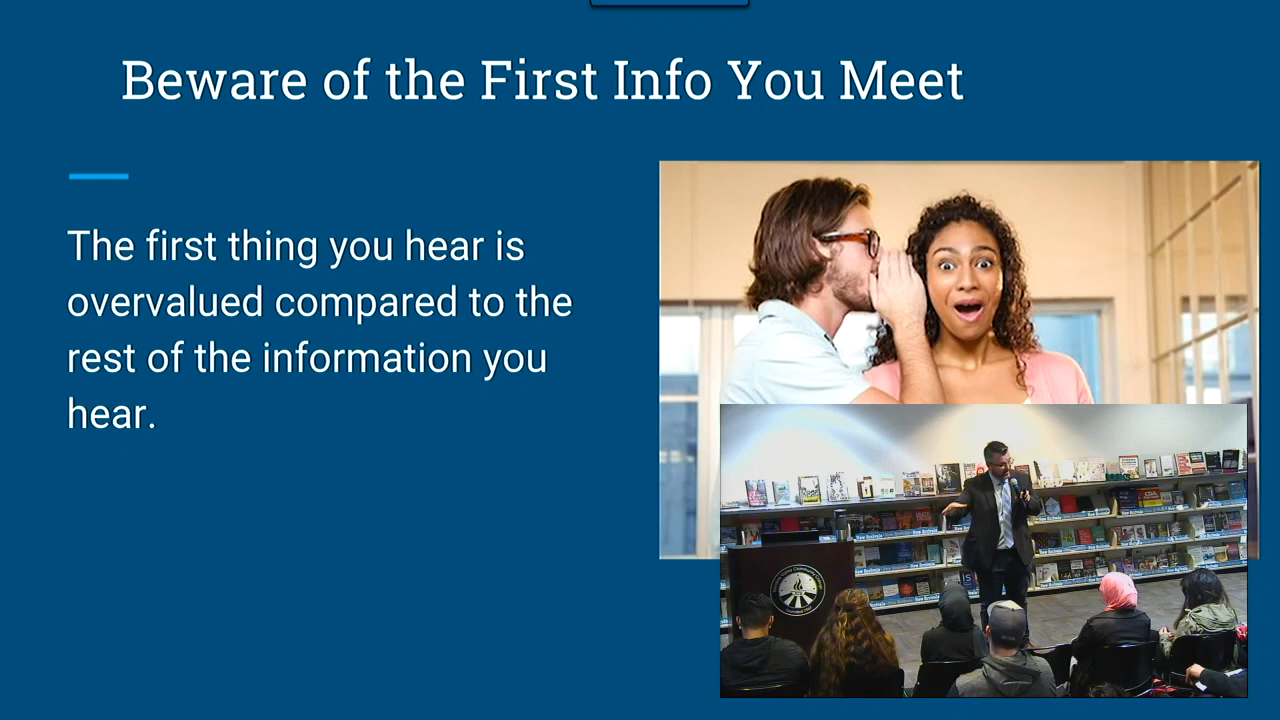 Beware of the First Info You Meet
The first thing you hear is
overvalued compared to the
rest of the information you
hear.